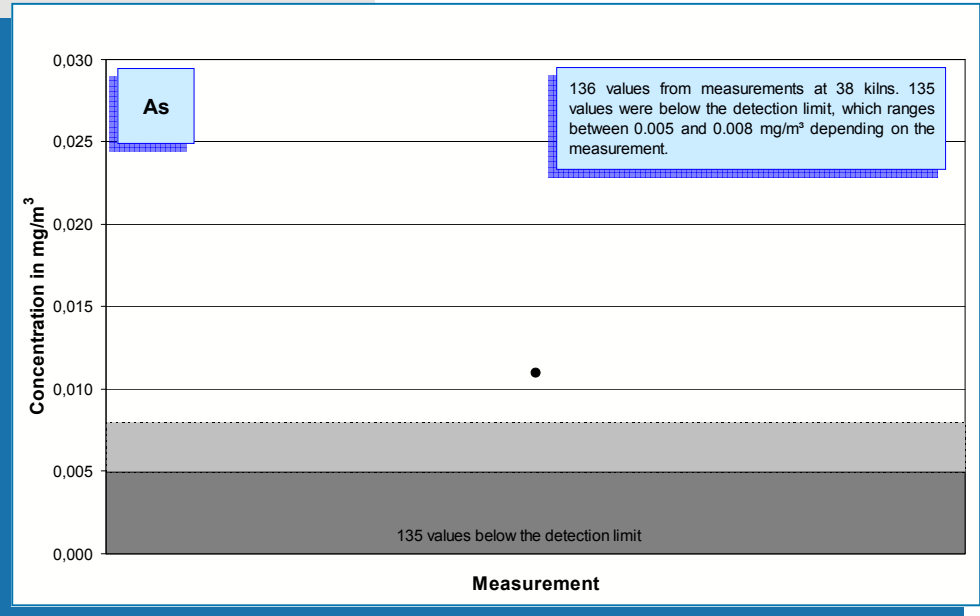 As
136 values from measurements at 38 kilns. 135
values were below the detection limit, which ranges
between 0.005 and 0.008 mg/m³ depending on the
measurement.
Concentration in mg/m³
0,030
0,025
0,020
0,015
0,010
0,005
0,000
135 values below the detection limit
Measurement